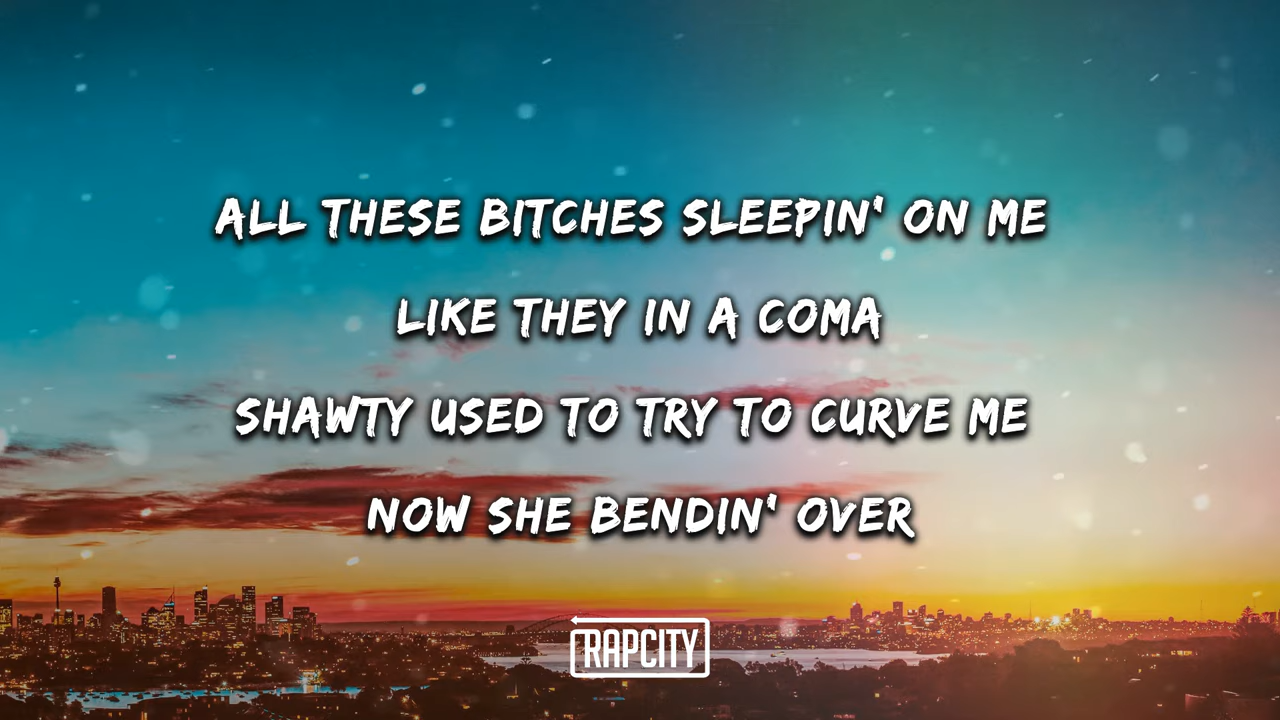 ALL THESE BITCHES SLEEPIN' ON ME
LIKE THEY IN A COMA
SHAWTY USED TO TRY TO CURVE ME
NOW SHE BENDIN' OVER
RAPCITY